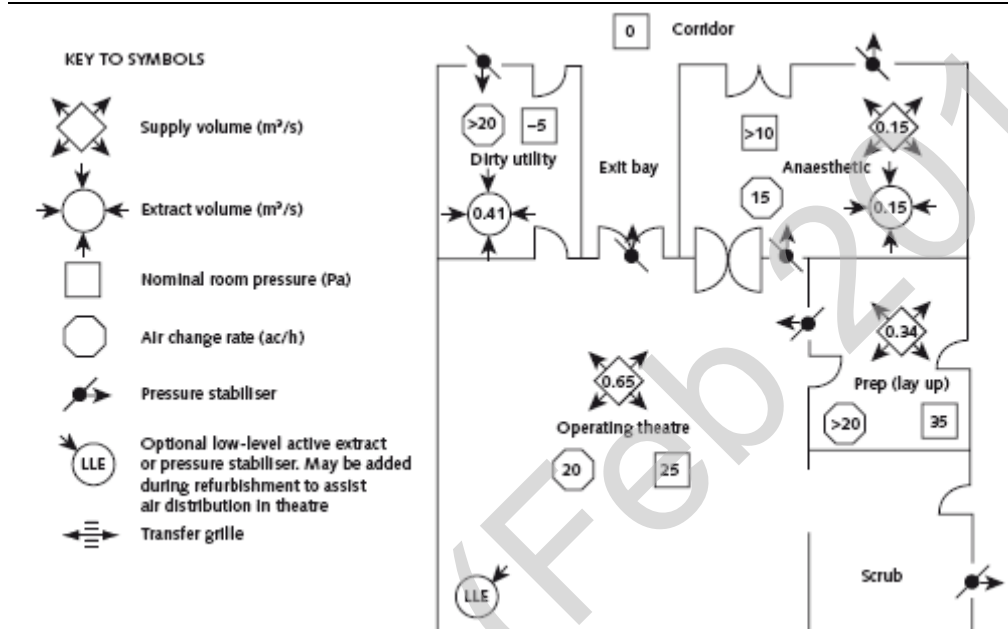 KEY TO SYMBOLS
Supply volume (m³/s)
Extract volume (m³/s)
Nominal room pressure (Pa)
Air change rate (ac/h)
Pressure stabiliser
LLE
Optional low-level active extract
or pressure stabiliser. May be added
during refurbishment to assist
air distribution in theatre
Transfer grille
0
Corridor
>20
-5
Dirty utility
0.41
Exit bay
>10
0.15
Anaesthetic
15
0.15
0.34
Prep (lay up)
>20
35
0.65
Operating theatre
20
25
LLE
Scrub
Feb 201